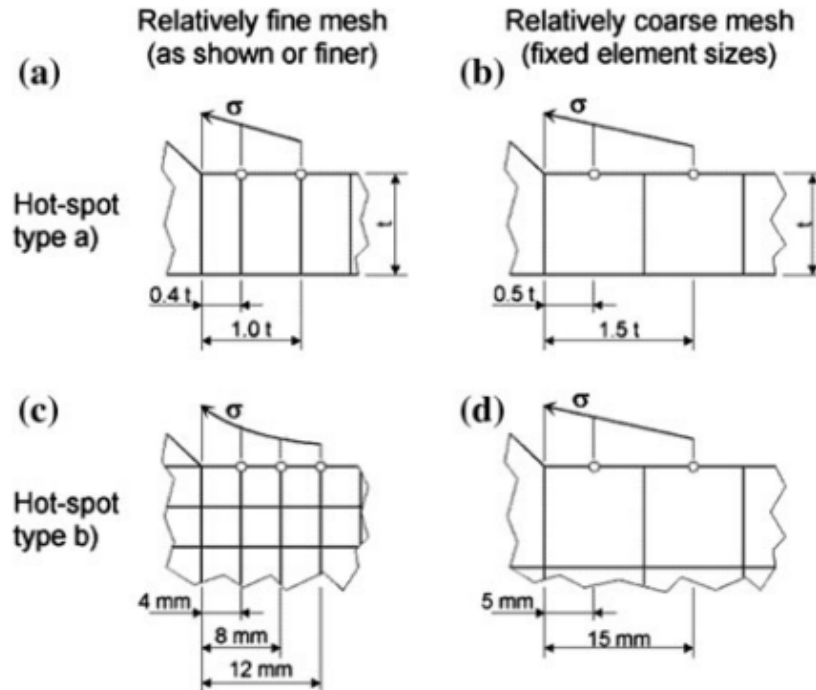 Relatively fine mesh
(as shown or finer)
Relatively coarse mesh
(fixed element sizes)
(a)
σ
t
0.4 t
1.0 t
(b)
σ
t
0.5 t
1.5 t
Hot-spot
type a)
(c)
σ
4 mm
8 mm
12 mm
(d)
σ
5 mm
15 mm
Hot-spot
type b)